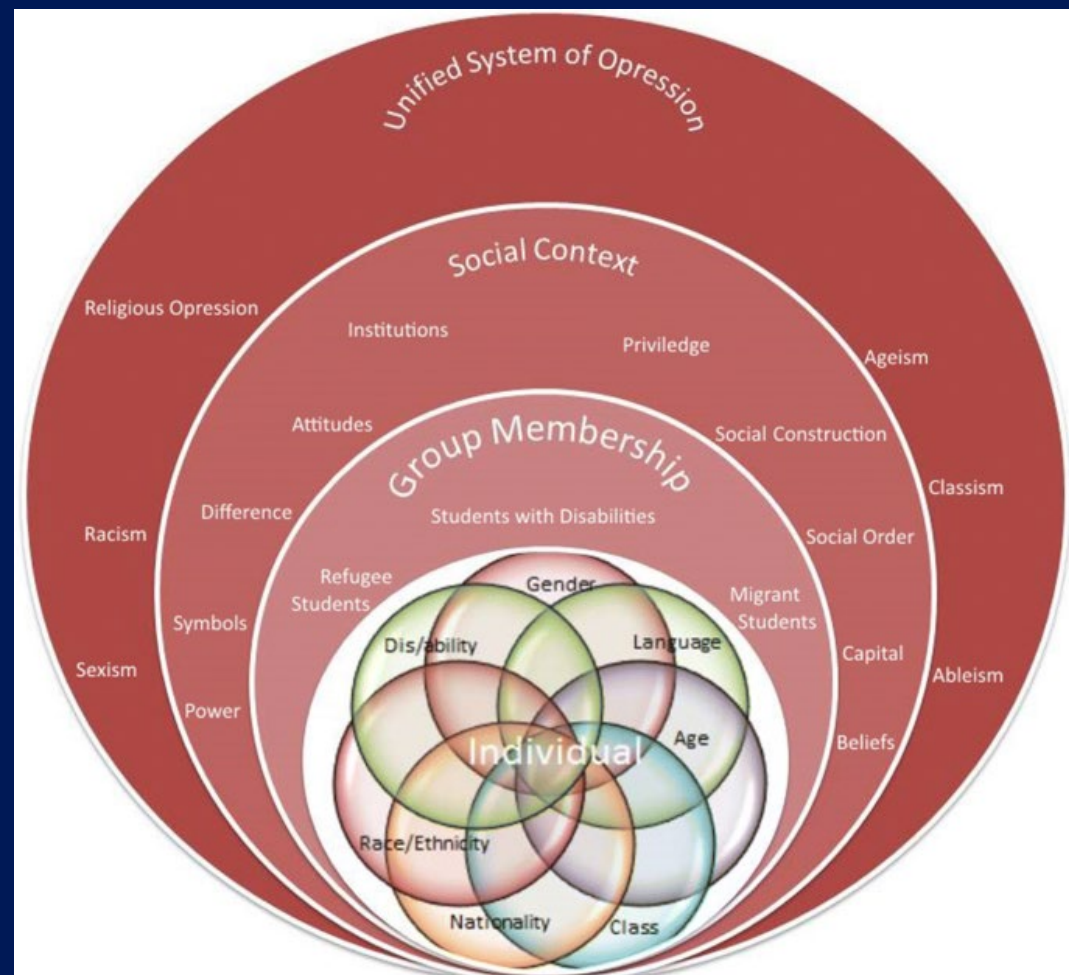 Unified System of Opression
Social Context
Religious Opression
Institutions
Priviledge
Ageism
Attitudes
Group Membership
Social Construction
Classism
Difference
Students with Disabilities
Racism
Social Order
Refugee
Students
Gender
Migrant
Students
Symbols
Dis/ability
Language
Capital
Sexism
Ableism
Power
Individual
Age
Beliefs
Race/Ethnicity
Nationality
Class